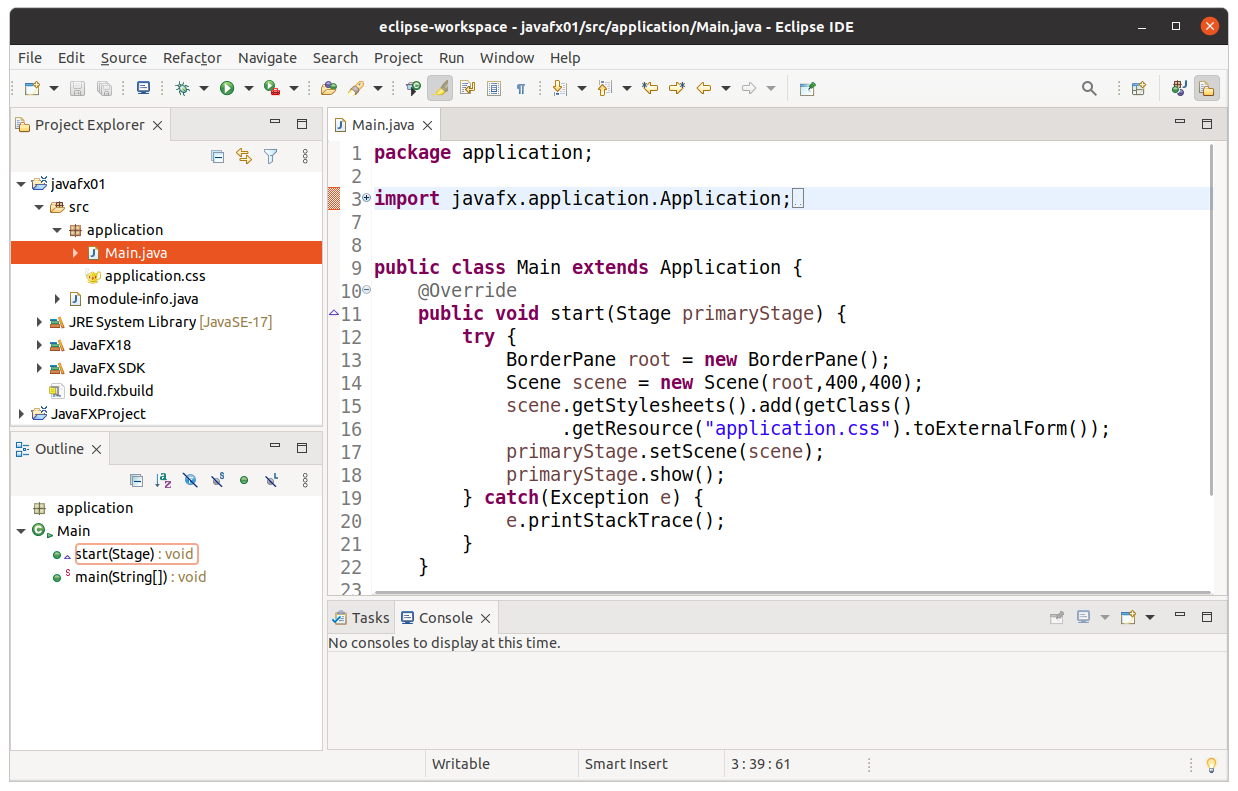 eclipse-workspace - javafx01/src/application/Main.java - Eclipse IDE
File Edit Source Refactor Navigate Search Project Run Window Help
Project Explorer
javafx01
src
application
Main.java
application.css
module-info.java
JRE System Library [JavaSE-17]
JavaFX18
JavaFX SDK
build.fxbuild
JavaFXProject
Outline
application
Main
start(Stage) : void
main(String[]) : void
Main.java
1 package application;
2
3 import javafx.application.Application;
7
8
9 public class Main extends Application {
10 @Override
11 public void start(Stage primaryStage) {
12 try {
13 BorderPane root = new BorderPane();
14 Scene scene = new Scene(root,400,400);
15 scene.getStylesheets().add(getClass()
16 .getResource("application.css").toExternalForm());
17 primaryStage.setScene(scene);
18 primaryStage.show();
19 } catch(Exception e) {
20 e.printStackTrace();
21 }
22 }
23
Tasks Console
No consoles to display at this time.
Writable Smart Insert 3 : 39 : 61